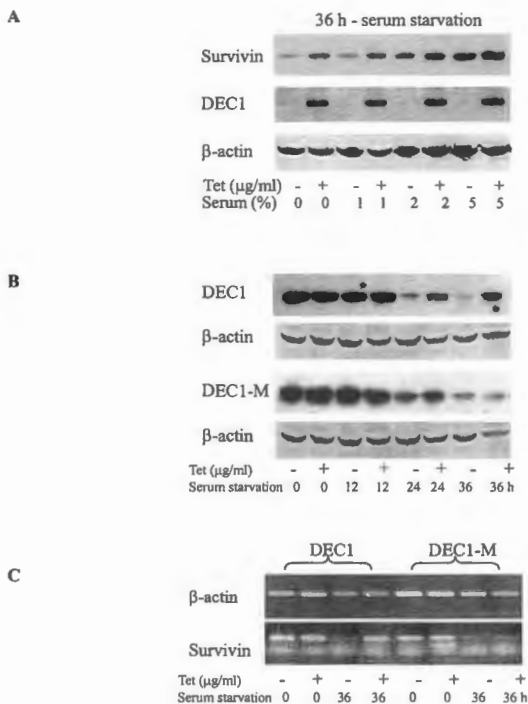 A
36 h - serum starvation
Survivin
DEC1
β-actin
Tet (μg/ml) - + - + - + - +
Serum (%) 0 0 1 1 2 2 5 5
B
DEC1
β-actin
DEC1-M
β-actin
Tet (μg/ml) - + - + - + - +
Serum starvation 0 0 12 12 24 24 36 36 h
C
DEC1 DEC1-M
β-actin
Survivin
Tet (μg/ml) - + - + - + - +
Serum starvation 0 0 36 36 0 0 36 36 h